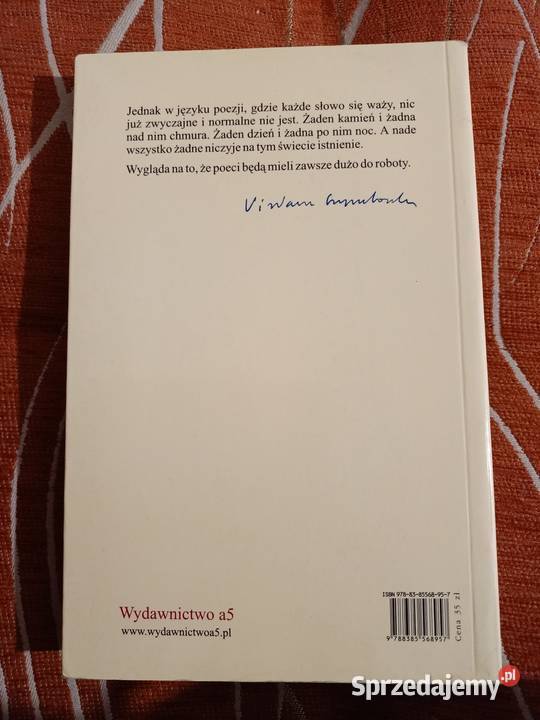 Jednak w języku poezji, gdzie każde słowo się waży, nic
już zwyczajne i normalne nie jest. Żaden kamień i żadna
nad nim chmura. Żaden dzień i żadna po nim noc. A nade
wszystko żadne niczyje na tym świecie istnienie.
Wygląda na to, że poeci będą mieli zawsze dużo do roboty.
Wisława Szymborska
ISBN 978-83-85568-95-7
9 788385 568957
Cena 35 zł
Wydawnictwo a5
www.wydawnictwoa5.pl
Sprzedajemy.pl